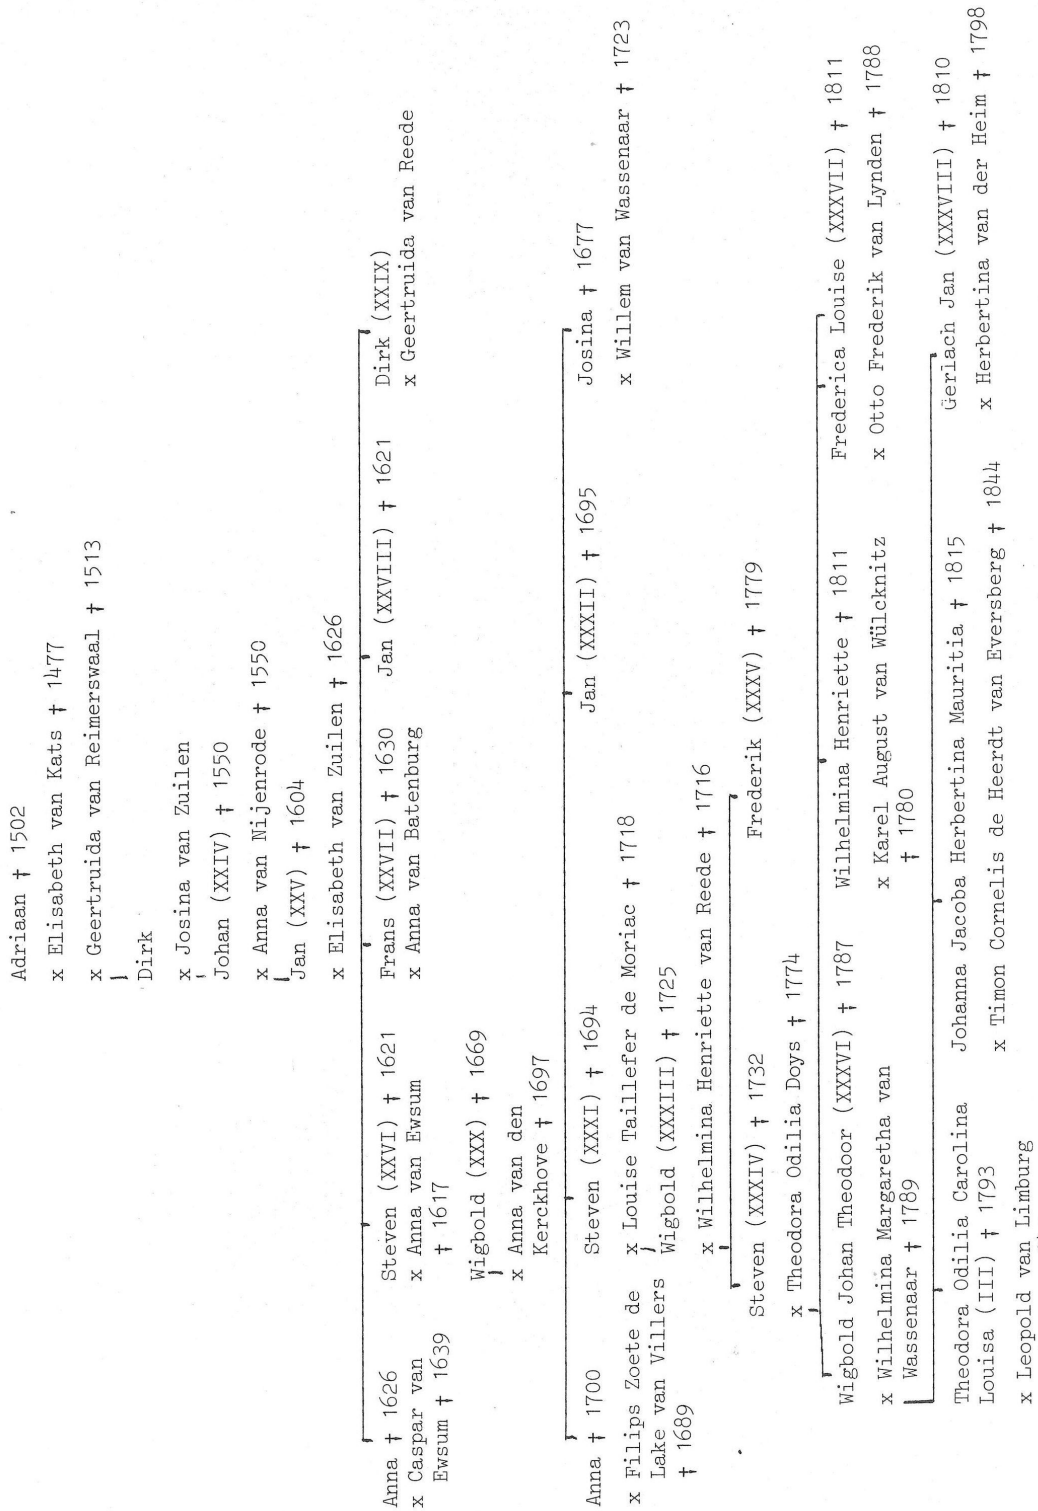 Adriaan † 1502
x Elisabeth van Kats † 1477
x Geertruida van Reimerswaal † 1513
Dirk
x Josina van Zuilen
Johan (XXIV) † 1550
x Anna van Nijenrode † 1550
Jan (XXV) † 1604
x Elisabeth van Zuilen † 1626
Anna † 1626
x Caspar van
Ewsum † 1639
Steven (XXVI) † 1621
x Anna van Ewsum
† 1617
Frans (XXVII) † 1630
x Anna van Batenburg
Jan (XXVIII) † 1621
Dirk (XXIX)
x Geertruida van Reede
Wigbold (XXX) † 1669
x Anna van den
Kerckhove † 1697
Anna † 1700
x Filips Zoete de
Lake van Villers
† 1689
Steven (XXXI) † 1694
x Louise Taillefer de Moriac † 1718
Jan (XXXII) † 1695
Josina † 1677
x Willem van Wassenaar † 1723
Wigbold (XXXIII) † 1725
x Wilhelmina Henriette van Reede † 1716
Steven (XXXIV) † 1732
x Theodora Odilia Doys † 1774
Frederik (XXXV) † 1779
Wigbold Johan Theodoor (XXXVI) † 1787
x Wilhelmina Margaretha van
Wassenaar † 1789
Wilhelmina Henriette † 1811
x Karel August van Wülcknitz
† 1780
Frederica Louise (XXXVII) † 1811
x Otto Frederik van Lynden † 1788
Theodora Odilia Carolina
Louisa (III) † 1793
x Leopold van Limburg
Johanna Jacoba Herbertina Mauritia † 1815
x Timon Cornelis de Heerdt van Eversberg † 1844
Gerlach Jan (XXXVIII) † 1810
x Herbertina van der Heim † 1798